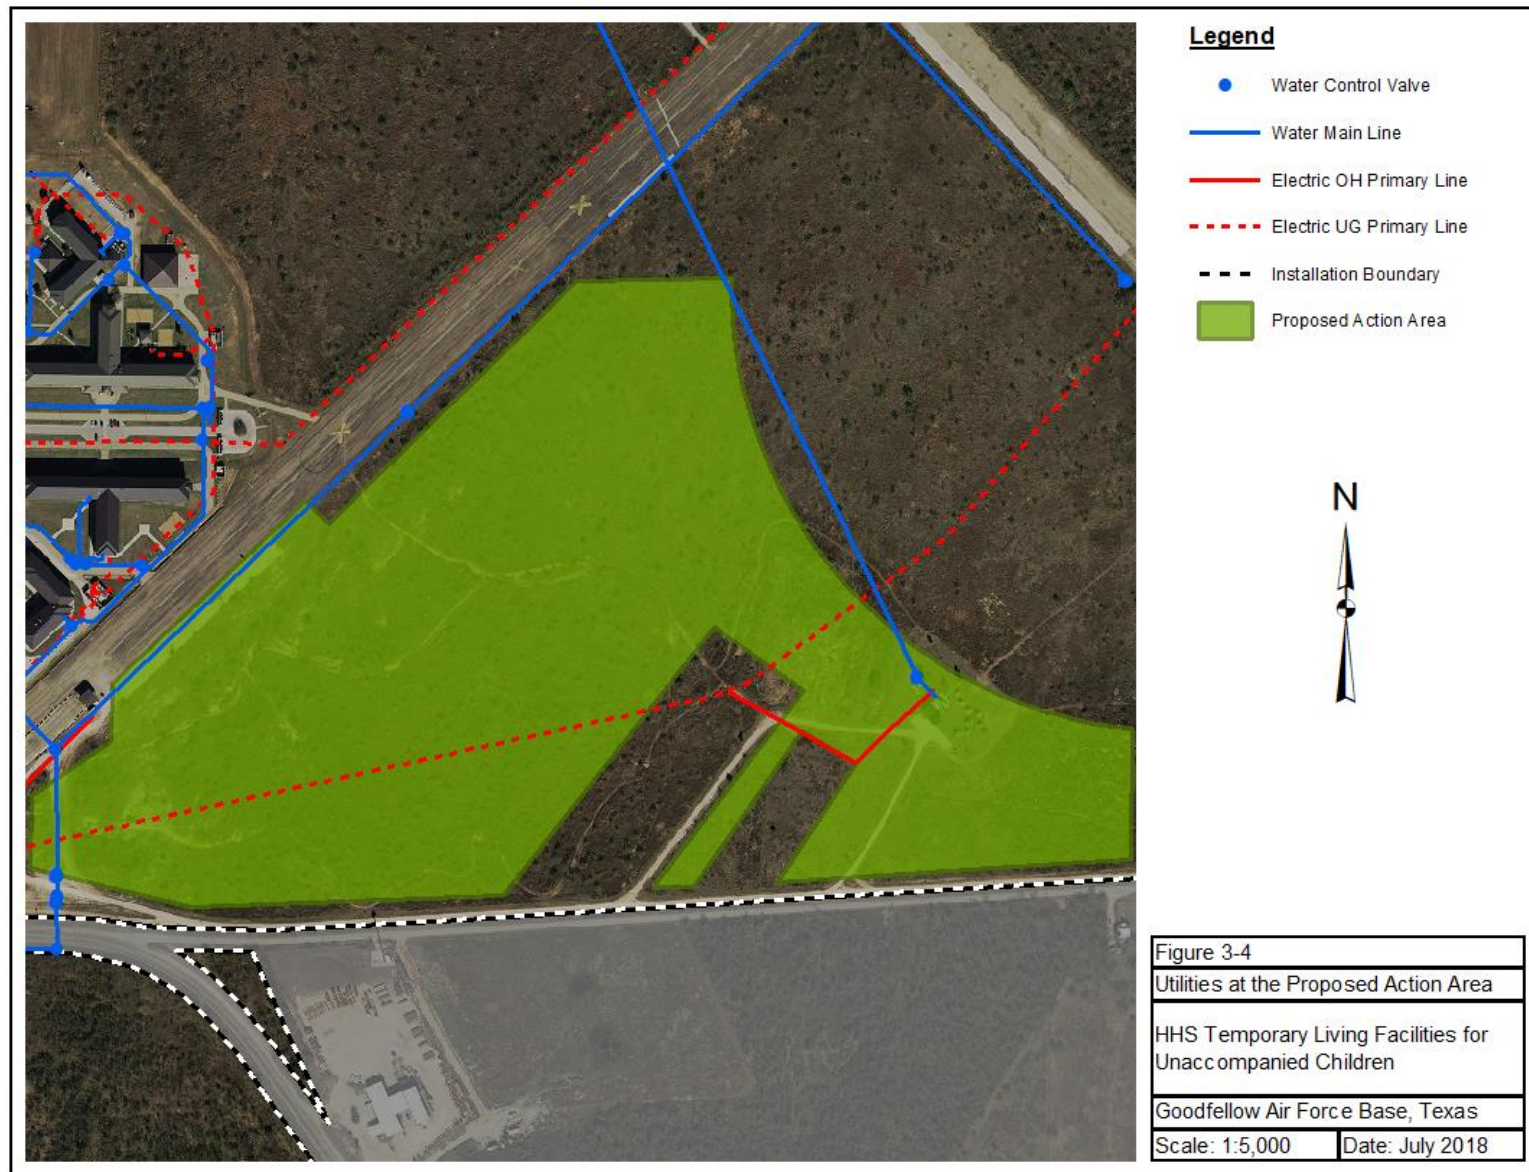 Legend
Water Control Valve
Water Main Line
Electric OH Primary Line
Electric UG Primary Line
Installation Boundary
Proposed Action Area
N
Figure 3-4
Utilities at the Proposed Action Area
HHS Temporary Living Facilities for
Unaccompanied Children
Goodfellow Air Force Base, Texas
Scale: 1:5,000 Date: July 2018